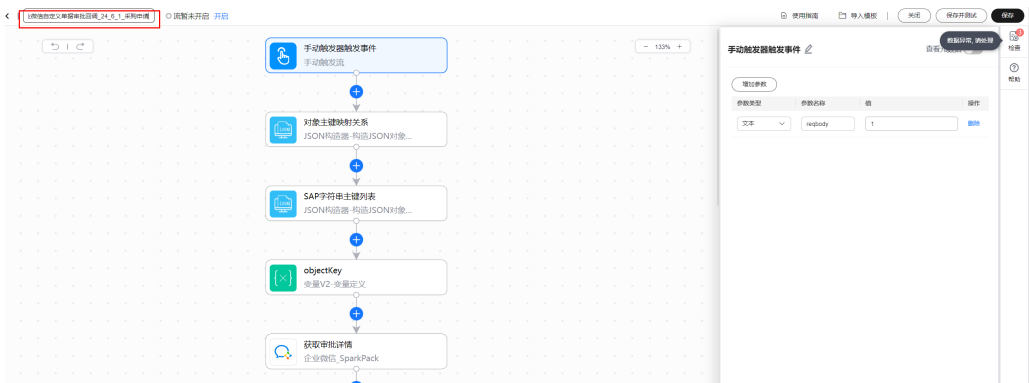 微信自定义单据审批回调_24_6_1_采购申请
流暂未开启 开启
使用指南
导入模板
关闭
保存并测试
保存
数据异常, 请处理
3
检查
帮助
133%
手动触发器触发事件
手动触发流
对象主键映射关系
JSON构造器-构造JSON对象...
SAP字符串主键列表
JSON构造器-构造JSON对象...
objectKey
变量V2-变量定义
获取审批详情
企业微信_SparkPack
手动触发器触发事件
增加参数
参数类型 参数名称 值 操作
文本 reqbody 1 删除